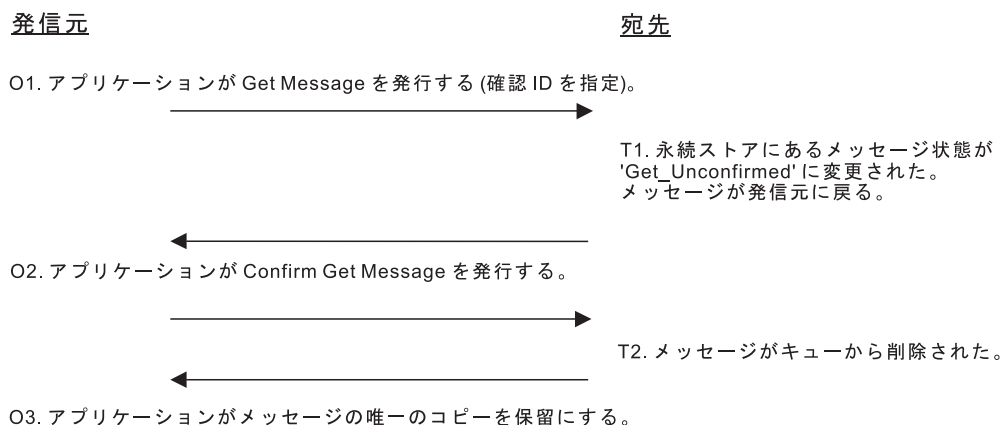 発信元
宛先
O1. アプリケーションが Get Message を発行する (確認 ID を指定)。
T1. 永続ストアにあるメッセージ状態が
'Get_Unconfirmed' に変更された。
メッセージが発信元に戻る。
O2. アプリケーションが Confirm Get Message を発行する。
T2. メッセージがキューから削除された。
O3. アプリケーションがメッセージの唯一のコピーを保留にする。